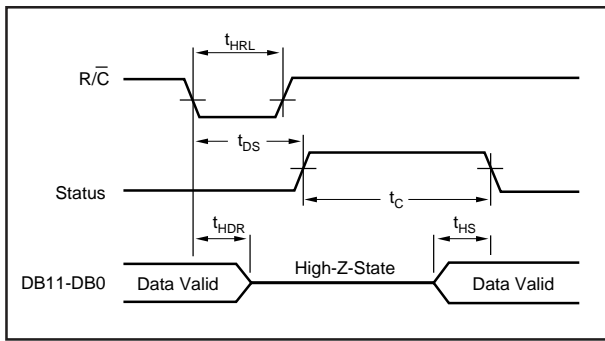 tHRL
R/C̅
tDS
Status
tC
tHDR
tHS
High-Z-State
DB11-DB0
Data Valid
Data Valid